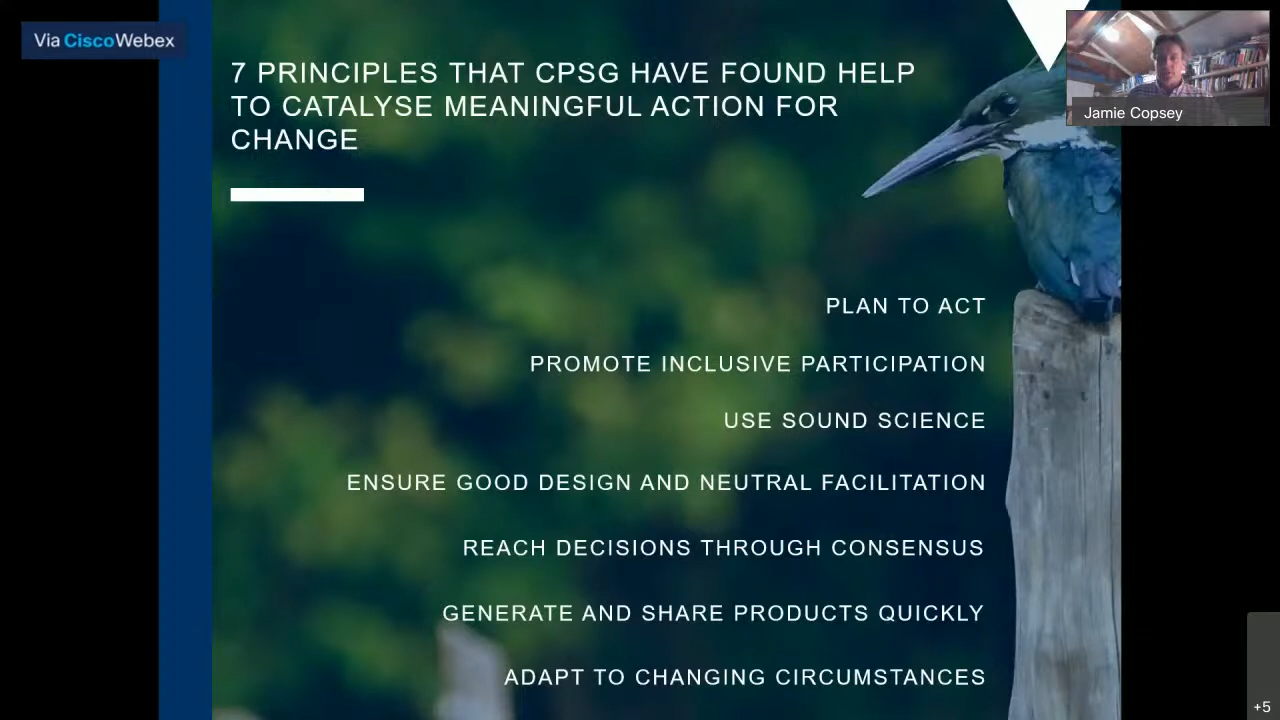 Via Cisco Webex
7 PRINCIPLES THAT CPSG HAVE FOUND HELP
TO CATALYSE MEANINGFUL ACTION FOR
CHANGE
Jamie Copsey
PLAN TO ACT
PROMOTE INCLUSIVE PARTICIPATION
USE SOUND SCIENCE
ENSURE GOOD DESIGN AND NEUTRAL FACILITATION
REACH DECISIONS THROUGH CONSENSUS
GENERATE AND SHARE PRODUCTS QUICKLY
ADAPT TO CHANGING CIRCUMSTANCES
+5